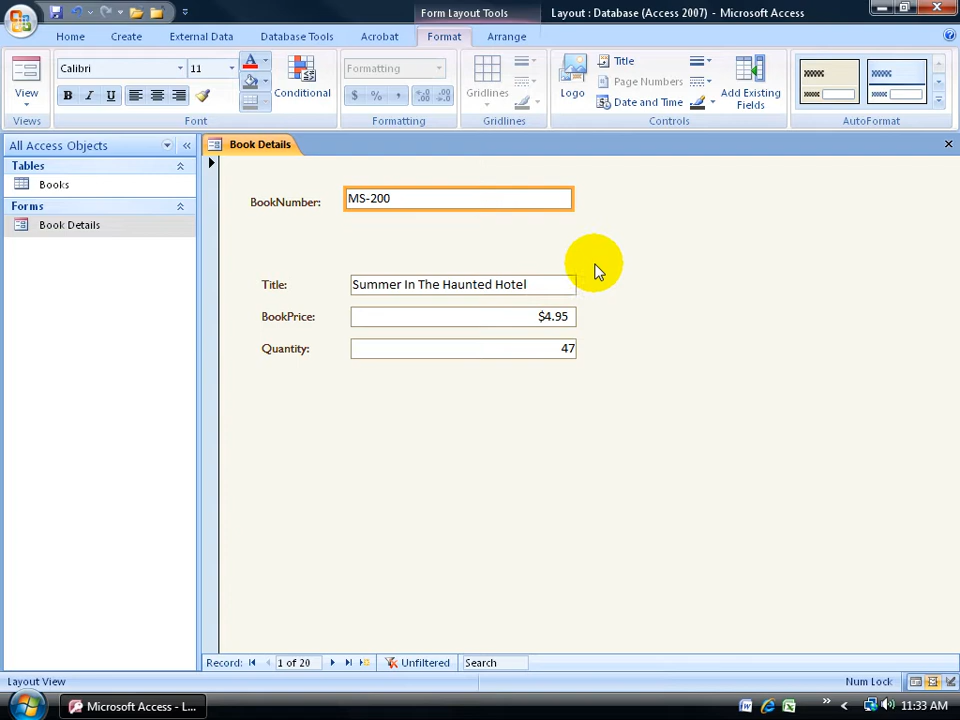 Form Layout Tools
Layout : Database (Access 2007) - Microsoft Access
Home Create External Data Database Tools Acrobat Format Arrange
Calibri 11 Formatting Title
View Conditional Gridlines Logo Page Numbers Add Existing Fields
B I U $ % , Date and Time
Views Font Formatting Gridlines Controls AutoFormat
All Access Objects «
Book Details
Tables
Books
Forms
Book Details
BookNumber: MS-200
Title: Summer In The Haunted Hotel
BookPrice: $4.95
Quantity: 47
Record: 1 of 20 Unfiltered Search
Layout View Num Lock
Microsoft Access - L... 11:33 AM